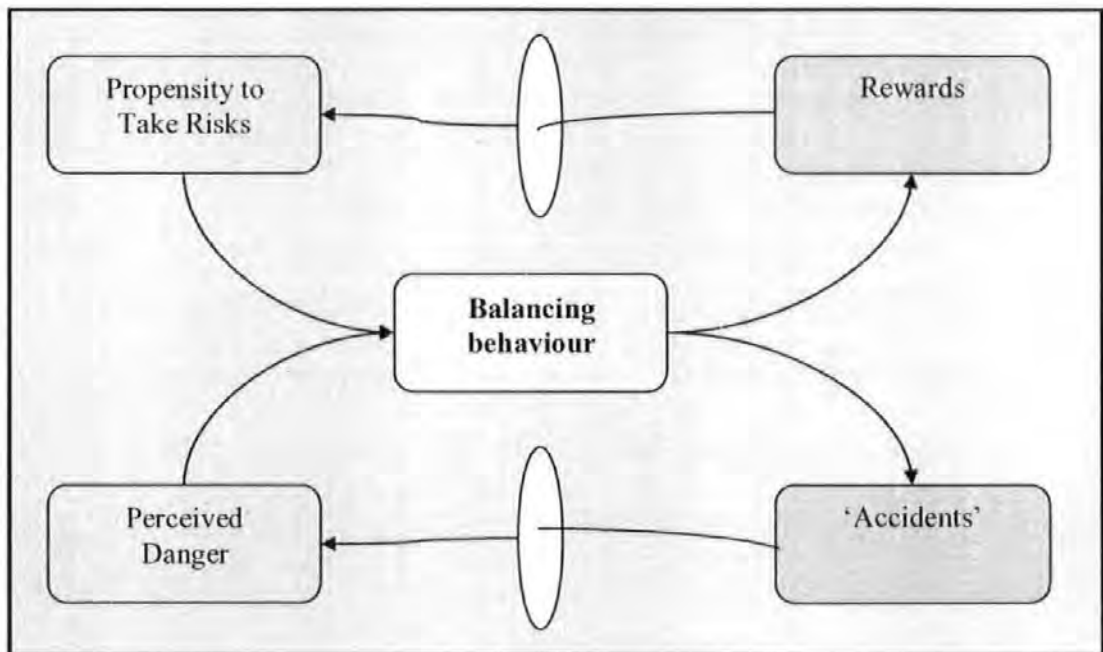 Propensity to
Take Risks
Rewards
Balancing
behaviour
Perceived
Danger
‘Accidents’